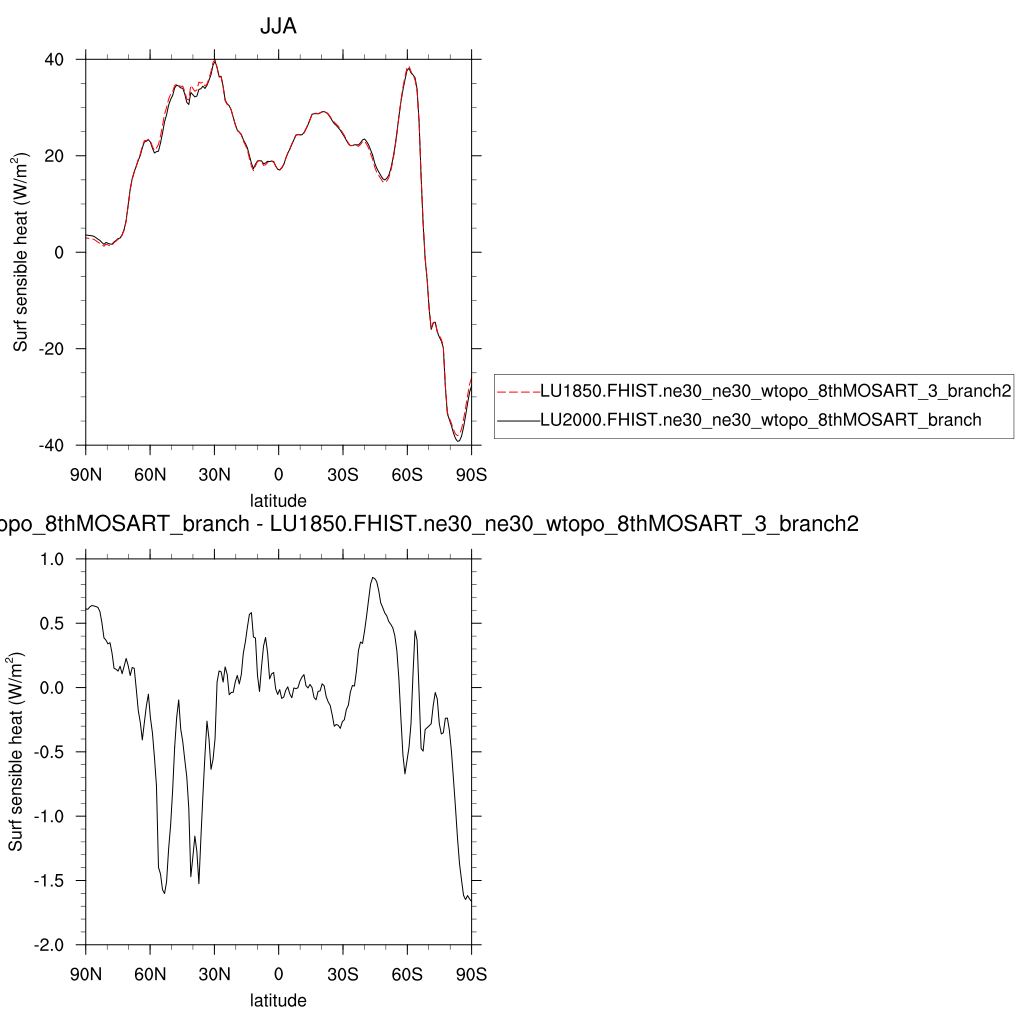 JJA
40
20
0
-20
-40
Surf sensible heat (W/m2)
90N 60N 30N 0 30S 60S 90S
latitude
LU1850.FHIST.ne30_ne30_wtopo_8thMOSART_3_branch2
LU2000.FHIST.ne30_ne30_wtopo_8thMOSART_branch
opo_8thMOSART_branch - LU1850.FHIST.ne30_ne30_wtopo_8thMOSART_3_branch2
1.0
0.5
0.0
-0.5
-1.0
-1.5
-2.0
Surf sensible heat (W/m2)
90N 60N 30N 0 30S 60S 90S
latitude